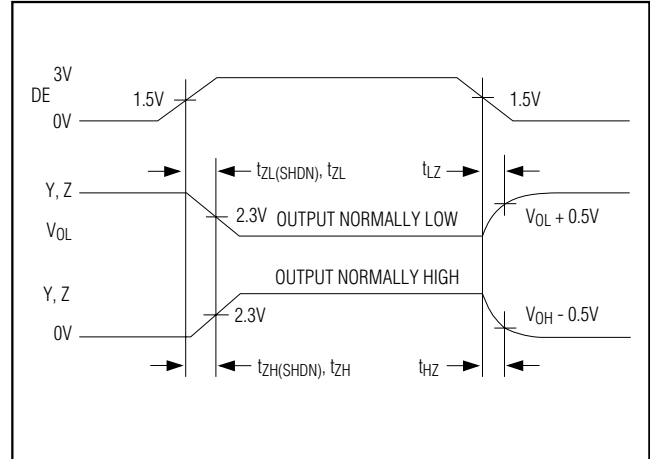 3V
DE
1.5V
1.5V
0V
tZL(SHDN), tZL
tLZ
Y, Z
2.3V
OUTPUT NORMALLY LOW
VOL + 0.5V
VOL
OUTPUT NORMALLY HIGH
Y, Z
2.3V
VOH - 0.5V
0V
tZH(SHDN), tZH
tHZ